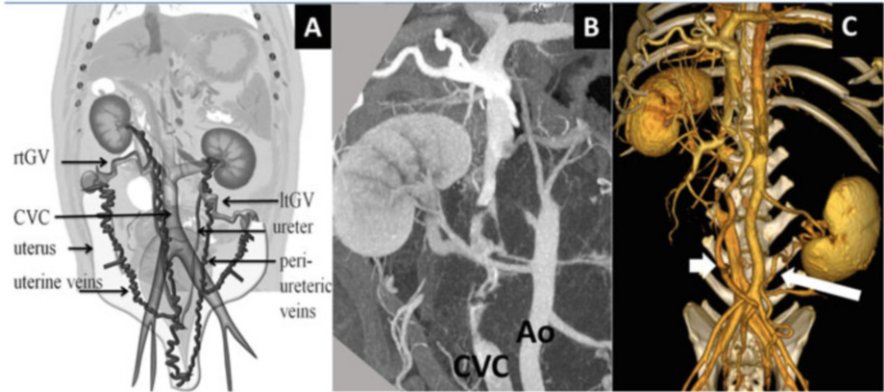 A
rtGV
CVC
uterus
uterine veins
ltGV
ureter
peri-
ureteric
veins
B
Ao
CVC
C